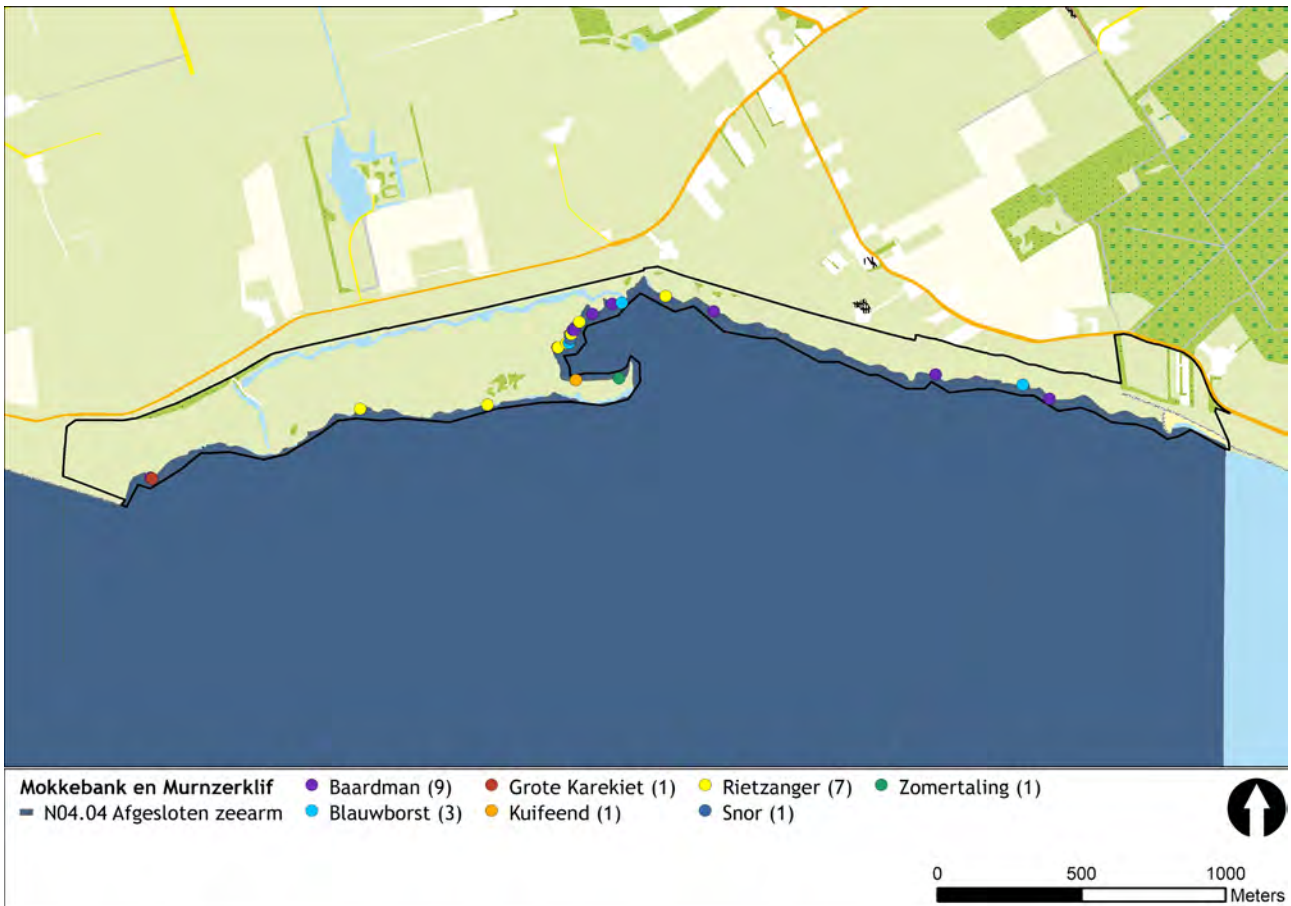 Mokkebank en Murnzerklif Baardman (9) Grote Karekiet (1) Rietzanger (7) Zomertaling (1)
N04.04 Afgesloten zeearm Blauwborst (3) Kuifeend (1) Snor (1)
0 500 1000
Meters